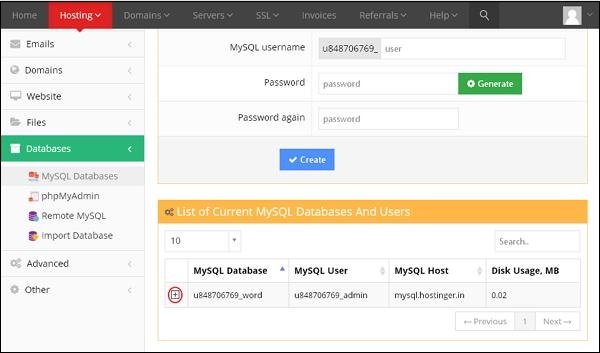 Home Hosting Domains Servers SSL Invoices Referrals Help
Emails
Domains
Website
Files
Databases
MySQL Databases
phpMyAdmin
Remote MySQL
Import Database
Advanced
Other
MySQL username u848706769_ user
Password password Generate
Password again password
Create
List of Current MySQL Databases And Users
10 Search..
MySQL Database MySQL User MySQL Host Disk Usage, MB
u848706769_word u848706769_admin mysql.hostinger.in 0.02
← Previous 1 Next →